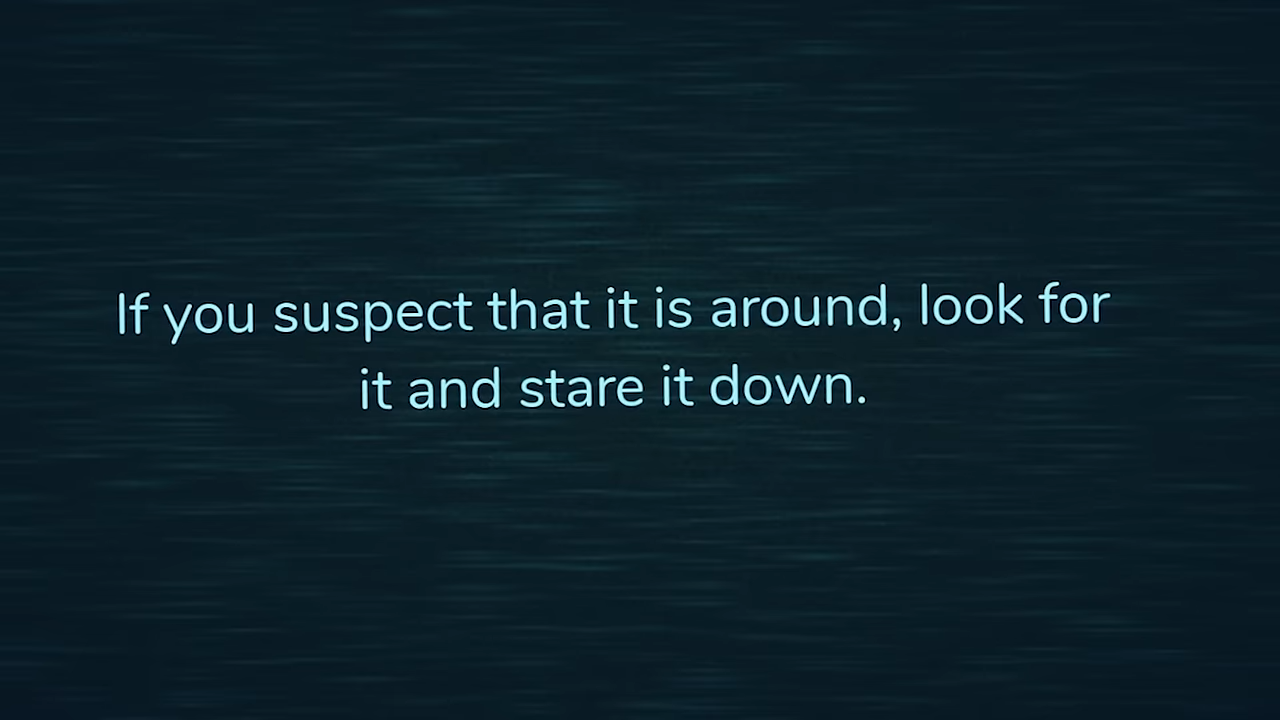 If you suspect that it is around, look for
it and stare it down.